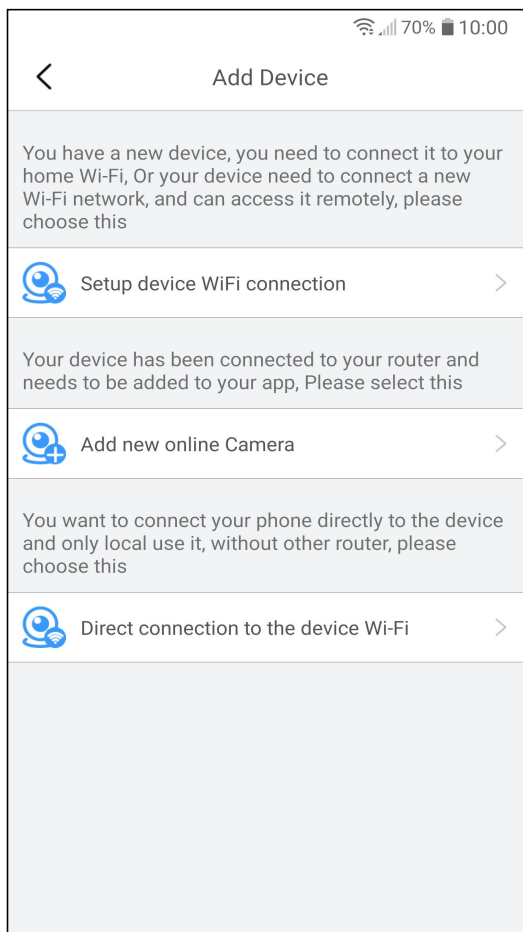 70% 10:00
Add Device
You have a new device, you need to connect it to your
home Wi-Fi, Or your device need to connect a new
Wi-Fi network, and can access it remotely, please
choose this
Setup device WiFi connection
Your device has been connected to your router and
needs to be added to your app, Please select this
Add new online Camera
You want to connect your phone directly to the device
and only local use it, without other router, please
choose this
Direct connection to the device Wi-Fi